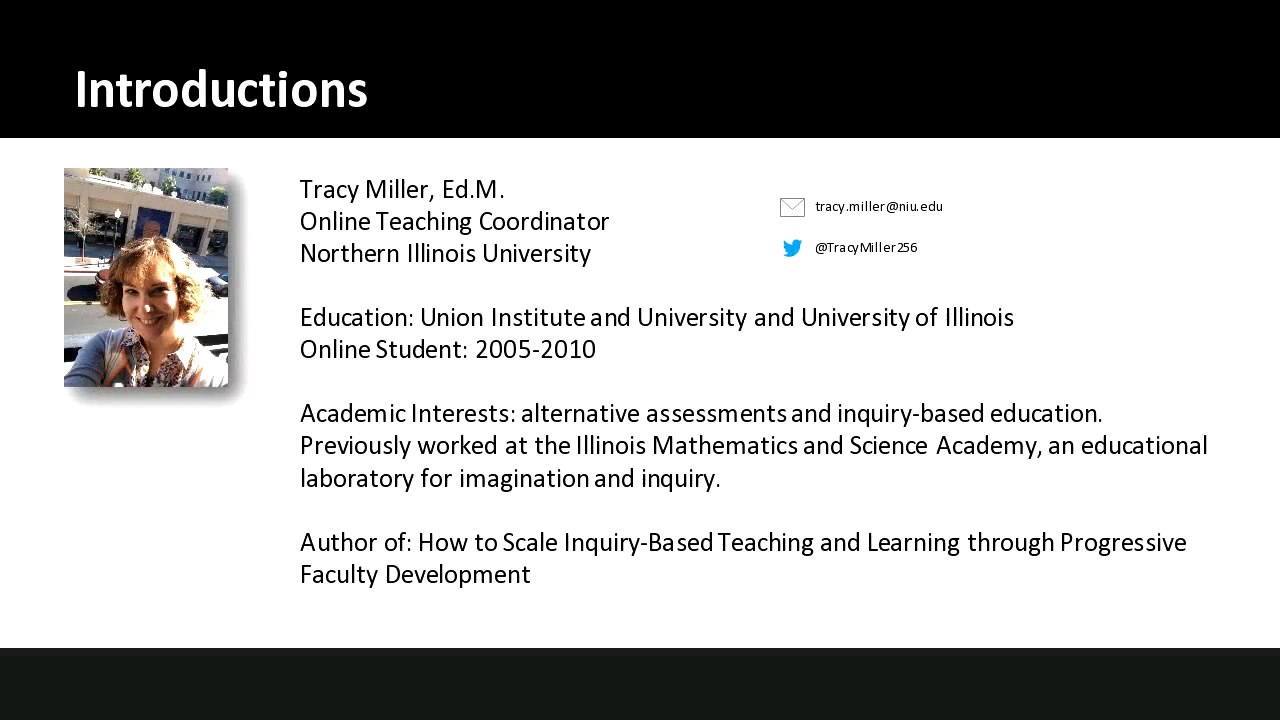 Introductions
Tracy Miller, Ed.M.
Online Teaching Coordinator
Northern Illinois University
tracy.miller@niu.edu
@TracyMiller256
Education: Union Institute and University and University of Illinois
Online Student: 2005-2010
Academic Interests: alternative assessments and inquiry-based education.
Previously worked at the Illinois Mathematics and Science Academy, an educational
laboratory for imagination and inquiry.
Author of: How to Scale Inquiry-Based Teaching and Learning through Progressive
Faculty Development